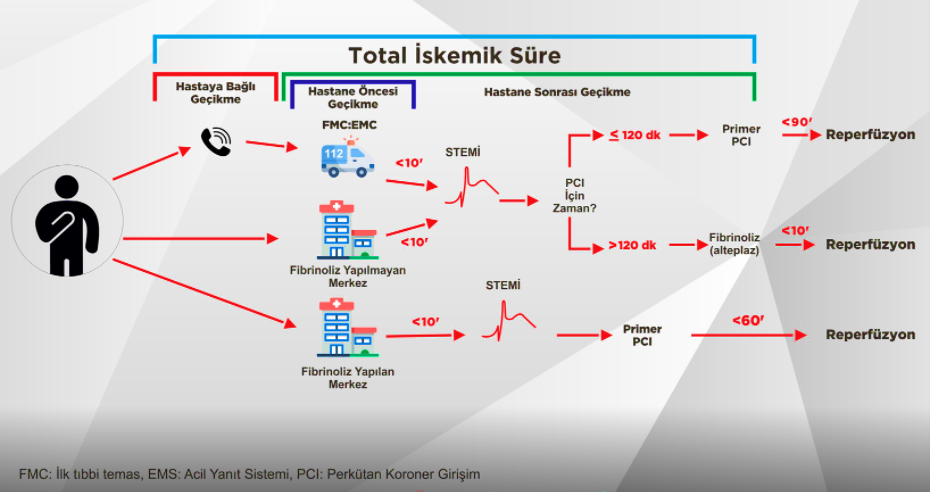 Total İskemik Süre
Hastaya Bağlı
Geçikme
Hastane Öncesi
Geçikme
Hastane Sonrası Geçikme
FMC:EMC
112
<10'
STEMİ
PCI
İçin
Zaman?
≤ 120 dk
Primer
PCI
<90'
Reperfüzyon
<10'
Fibrinoliz Yapılmayan
Merkez
>120 dk
Fibrinoliz
(alteplaz)
<10'
Reperfüzyon
STEMİ
<10'
Fibrinoliz Yapılan
Merkez
Primer
PCI
<60'
Reperfüzyon
FMC: İlk tıbbi temas, EMS: Acil Yanıt Sistemi, PCI: Perkütan Koroner Girişim